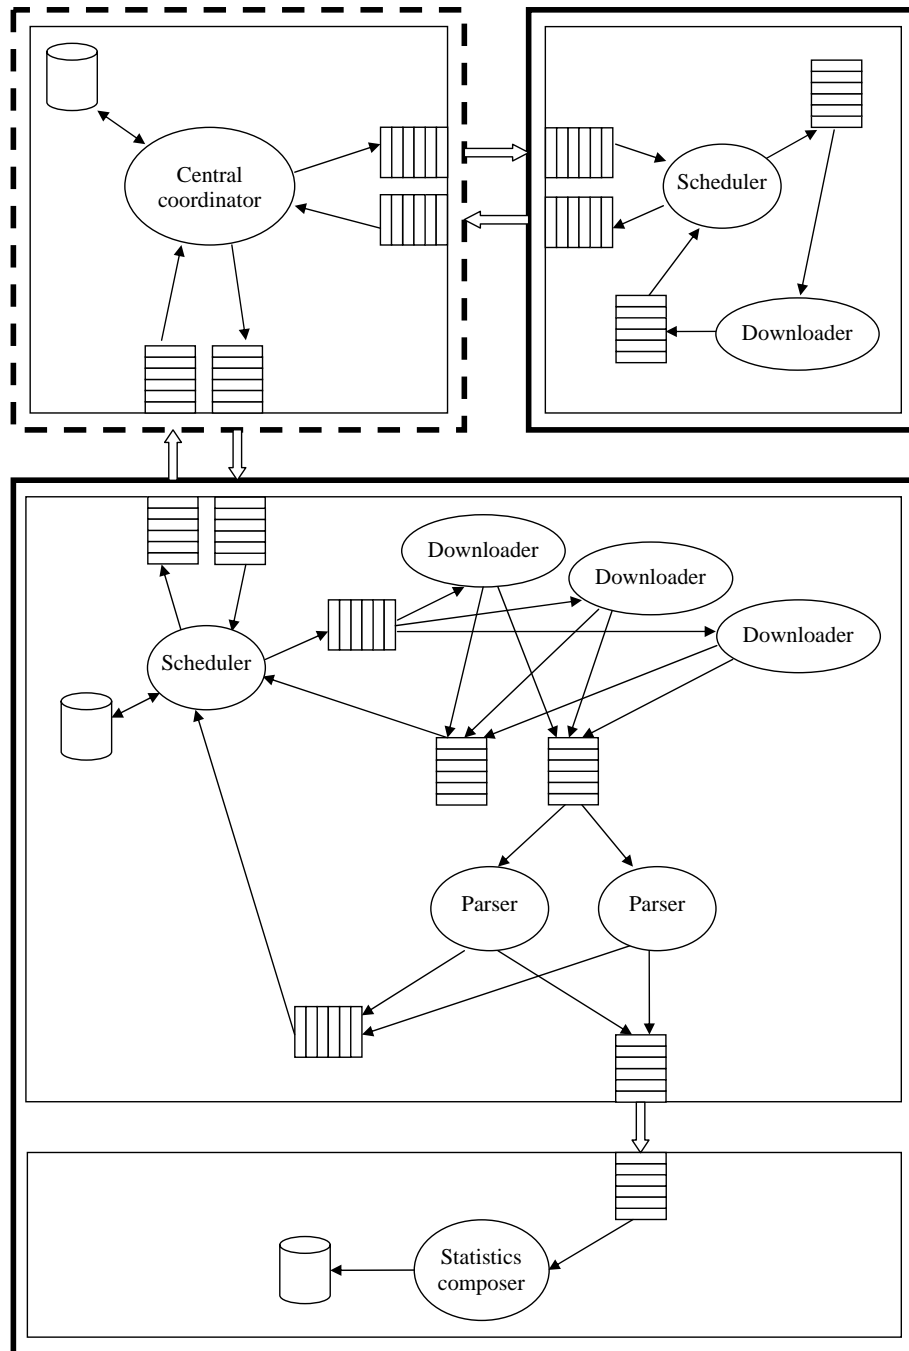 Central
coordinator
Scheduler
Downloader
Downloader
Downloader
Downloader
Scheduler
Parser
Parser
Statistics
composer